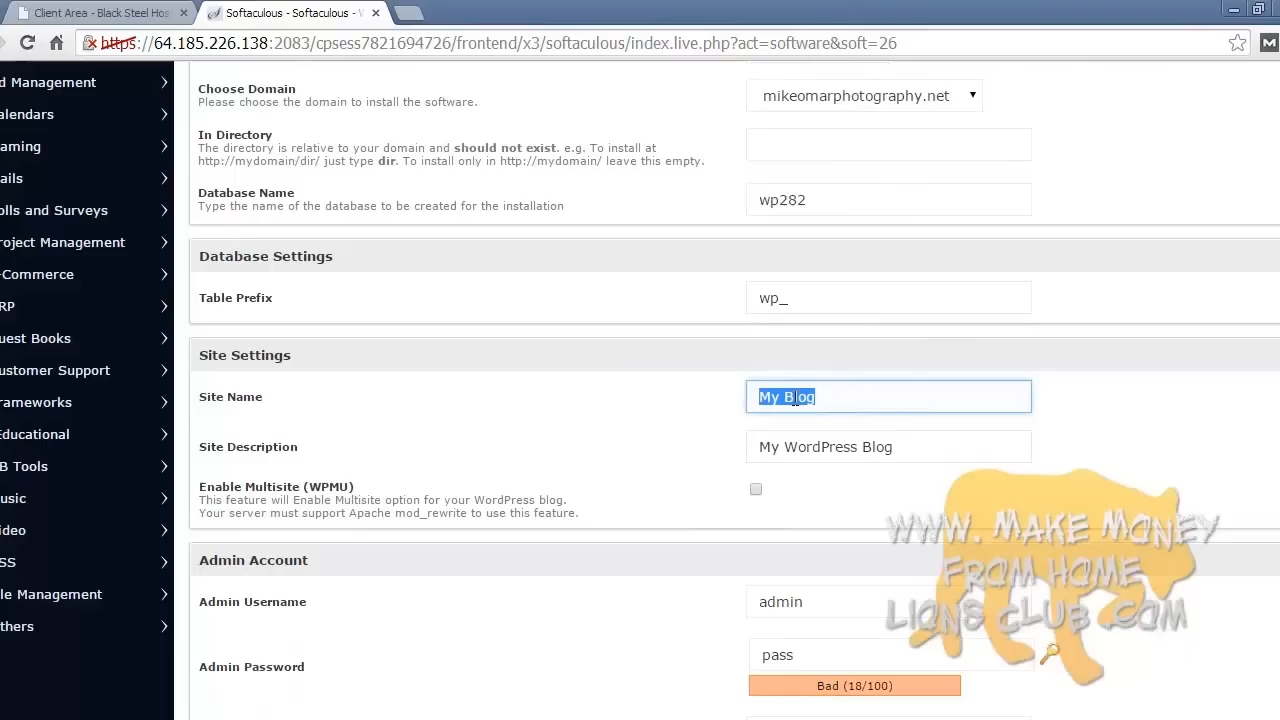 Client Area - Black Steel Hos
Softaculous - Softaculous - W
https://64.185.226.138:2083/cpsess7821694726/frontend/x3/softaculous/index.live.php?act=software&soft=26
M
d Management
alendars
aming
ails
olls and Surveys
roject Management
-Commerce
RP
uest Books
ustomer Support
rameworks
Educational
B Tools
usic
ideo
SS
le Management
thers
Choose Domain
Please choose the domain to install the software.
mikeomarphotography.net
In Directory
The directory is relative to your domain and should not exist. e.g. To install at
http://mydomain/dir/ just type dir. To install only in http://mydomain/ leave this empty.
Database Name
Type the name of the database to be created for the installation
wp282
Database Settings
Table Prefix
wp_
Site Settings
Site Name
My Blog
Site Description
My WordPress Blog
Enable Multisite (WPMU)
This feature will Enable Multisite option for your WordPress blog.
Your server must support Apache mod_rewrite to use this feature.
Admin Account
Admin Username
admin
Admin Password
pass
Bad (18/100)
WWW. MAKE MONEY
FROM HOME
LIONS CLUB .COM